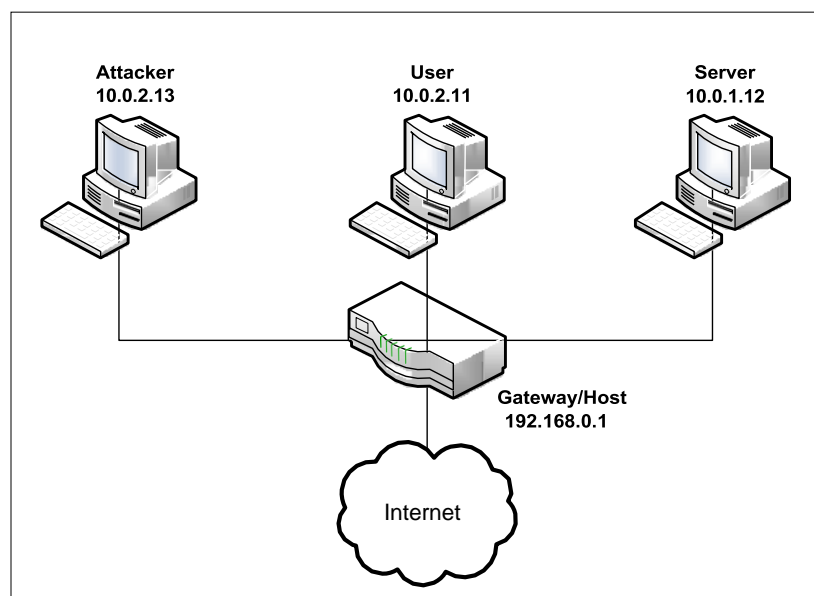 Attacker
10.0.2.13
User
10.0.2.11
Server
10.0.1.12
Gateway/Host
192.168.0.1
Internet